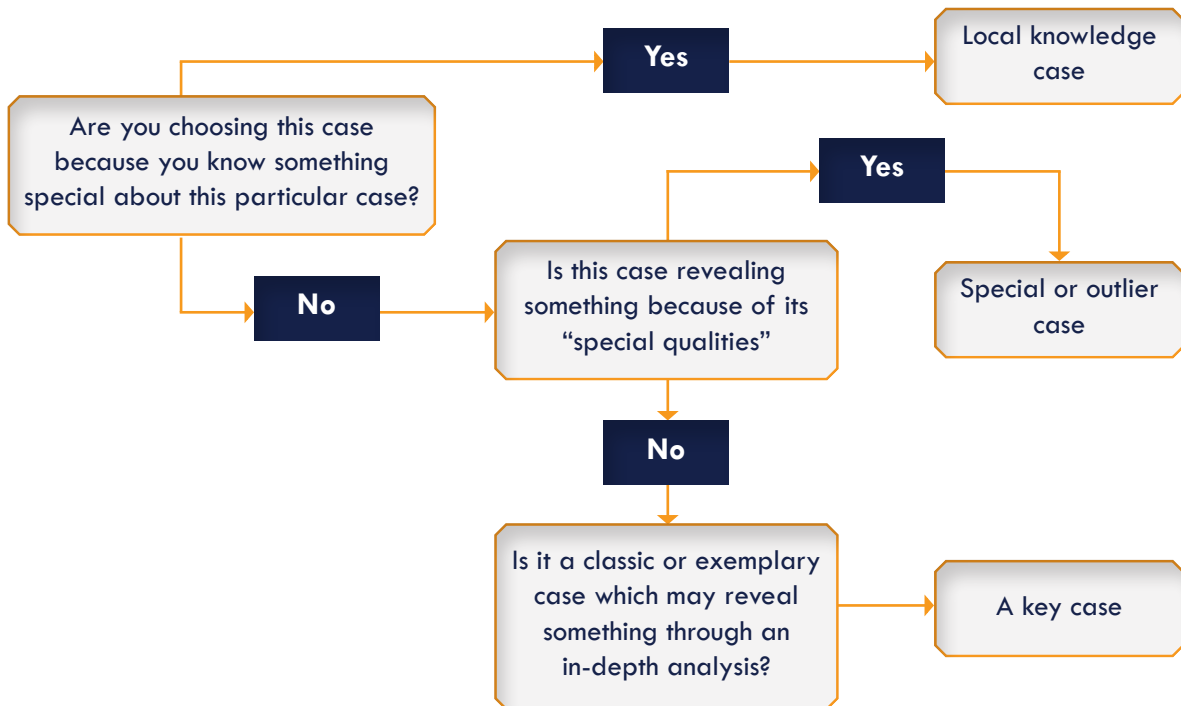 Yes
Local knowledge
case
Are you choosing this case
because you know something
special about this particular case?
Yes
No
Is this case revealing
something because of its
“special qualities”
Special or outlier
case
No
Is it a classic or exemplary
case which may reveal
something through an
in-depth analysis?
A key case